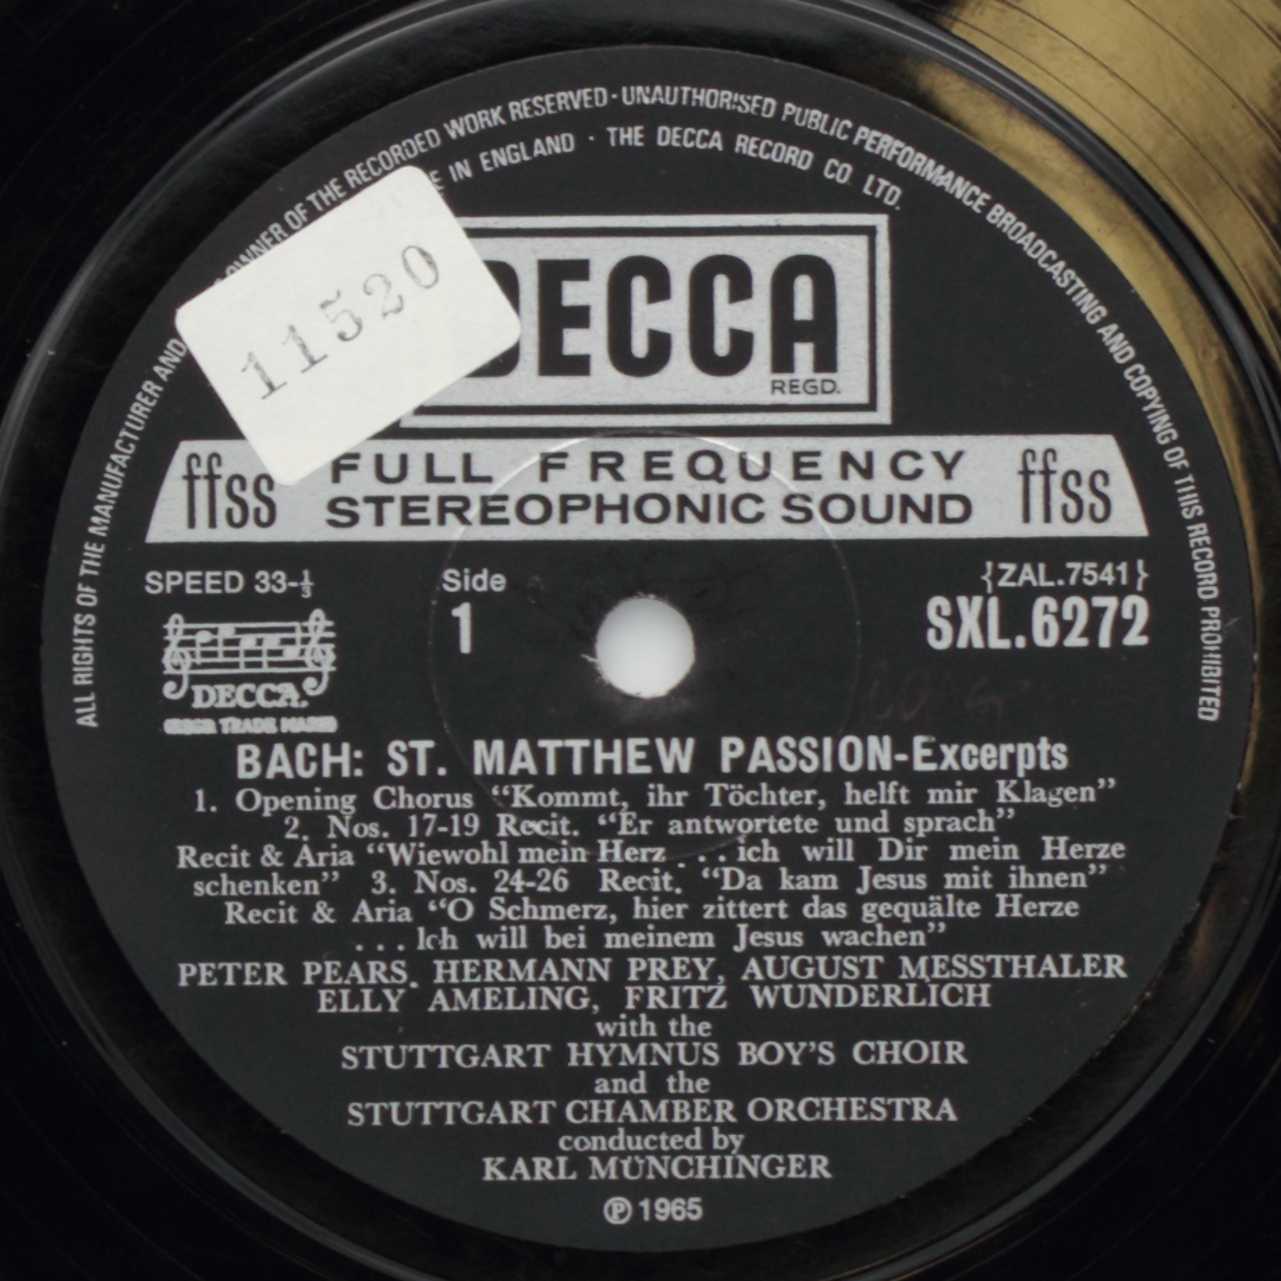 ALL RIGHTS OF THE MANUFACTURER AND OWNER OF THE RECORDED WORK RESERVED · UNAUTHORISED PUBLIC PERFORMANCE BROADCASTING AND COPYING OF THIS RECORD PROHIBITED
IN ENGLAND · THE DECCA RECORD CO. LTD.
11520
DECCA
REGD.
ffss FULL FREQUENCY ffss
STEREOPHONIC SOUND
SPEED 33-⅓
Side
1
{ZAL.7541}
SXL.6272
DECCA.
REGD TRADE MARK
BACH: ST. MATTHEW PASSION-Excerpts
1. Opening Chorus “Kommt, ihr Töchter, helft mir Klagen”
2. Nos. 17-19 Recit. “Er antwortete und sprach”
Recit & Aria “Wiewohl mein Herz . . . ich will Dir mein Herze
schenken” 3. Nos. 24-26 Recit. “Da kam Jesus mit ihnen”
Recit & Aria “O Schmerz, hier zittert das gequälte Herze
. . . Ich will bei meinem Jesus wachen”
PETER PEARS. HERMANN PREY, AUGUST MESSTHALER
ELLY AMELING, FRITZ WUNDERLICH
with the
STUTTGART HYMNUS BOY’S CHOIR
and the
STUTTGART CHAMBER ORCHESTRA
conducted by
KARL MÜNCHINGER
℗ 1965